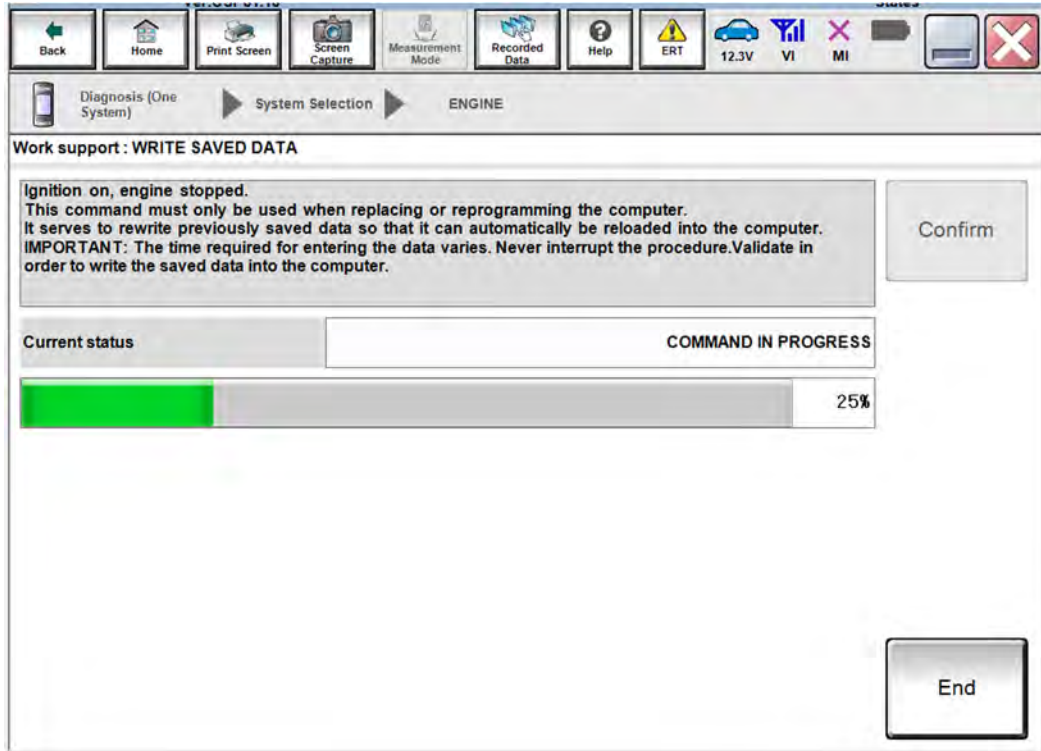 Back
Home
Print Screen
Screen
Capture
Measurement
Mode
Recorded
Data
Help
ERT
12.3V
VI
MI
Diagnosis (One
System)
System Selection
ENGINE
Work support : WRITE SAVED DATA
Ignition on, engine stopped.
This command must only be used when replacing or reprogramming the computer.
It serves to rewrite previously saved data so that it can automatically be reloaded into the computer.
IMPORTANT: The time required for entering the data varies. Never interrupt the procedure.Validate in
order to write the saved data into the computer.
Confirm
Current status
COMMAND IN PROGRESS
25%
End